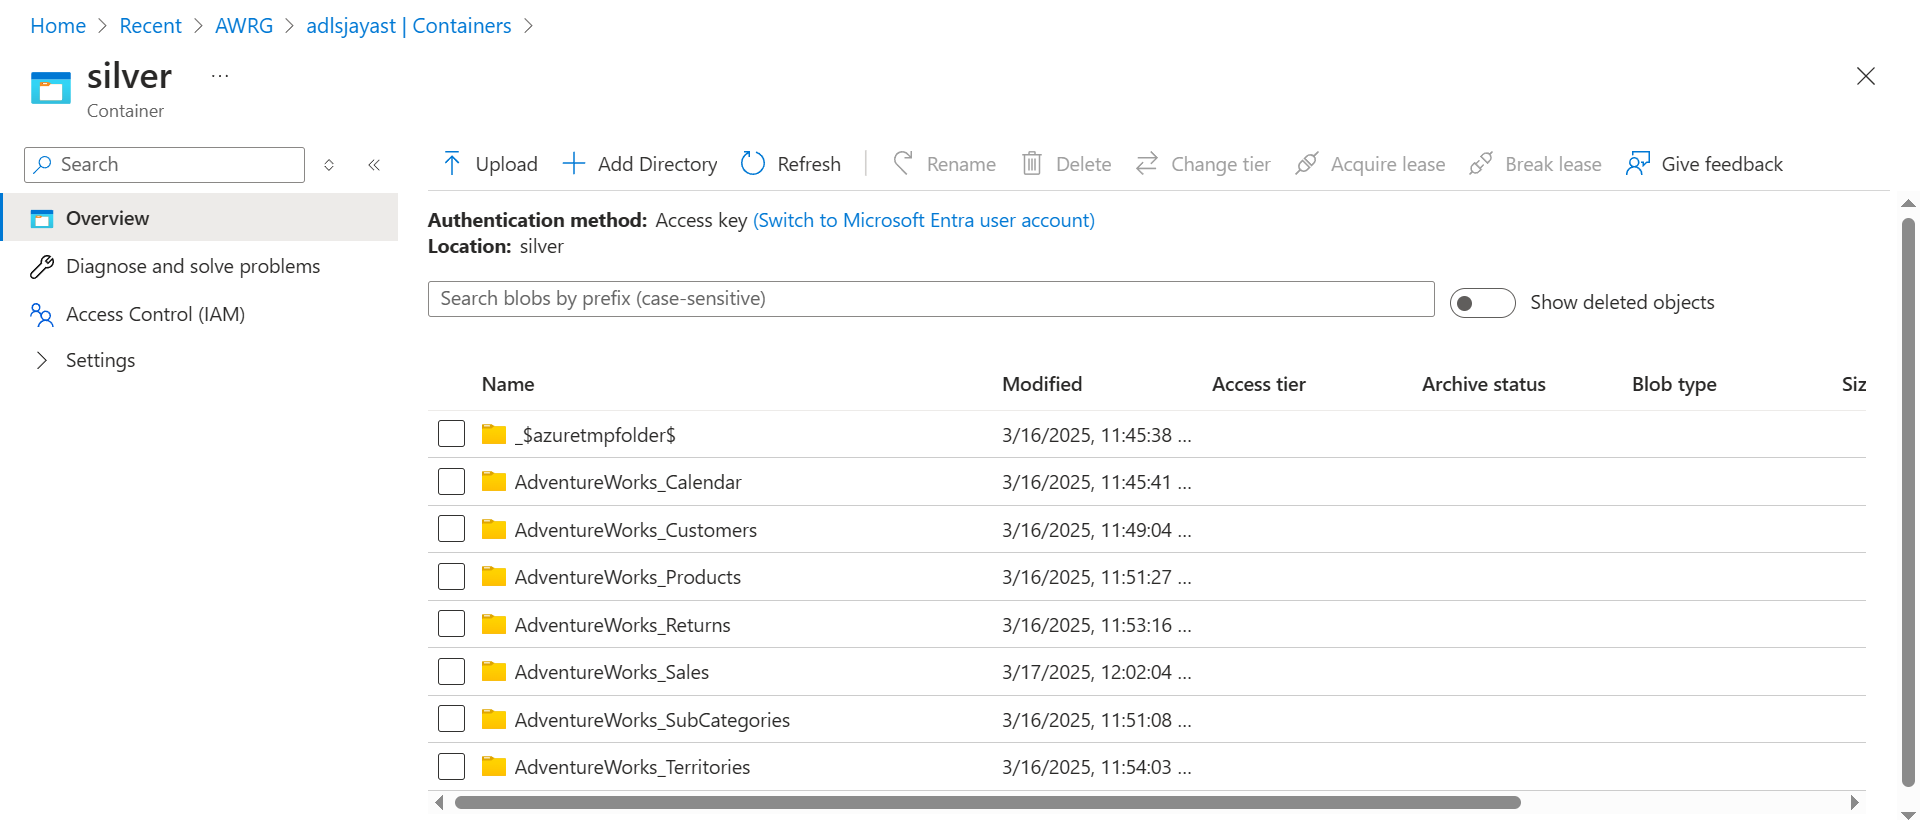 Home > Recent > AWRG > adlsjayast | Containers >
silver ...
Container
Search
Upload Add Directory Refresh Rename Delete Change tier Acquire lease Break lease Give feedback
Overview
Diagnose and solve problems
Access Control (IAM)
Settings
Authentication method: Access key (Switch to Microsoft Entra user account)
Location: silver
Search blobs by prefix (case-sensitive)
Show deleted objects
Name Modified Access tier Archive status Blob type Siz
_$azuretmpfolder$ 3/16/2025, 11:45:38 ...
AdventureWorks_Calendar 3/16/2025, 11:45:41 ...
AdventureWorks_Customers 3/16/2025, 11:49:04 ...
AdventureWorks_Products 3/16/2025, 11:51:27 ...
AdventureWorks_Returns 3/16/2025, 11:53:16 ...
AdventureWorks_Sales 3/17/2025, 12:02:04 ...
AdventureWorks_SubCategories 3/16/2025, 11:51:08 ...
AdventureWorks_Territories 3/16/2025, 11:54:03 ...